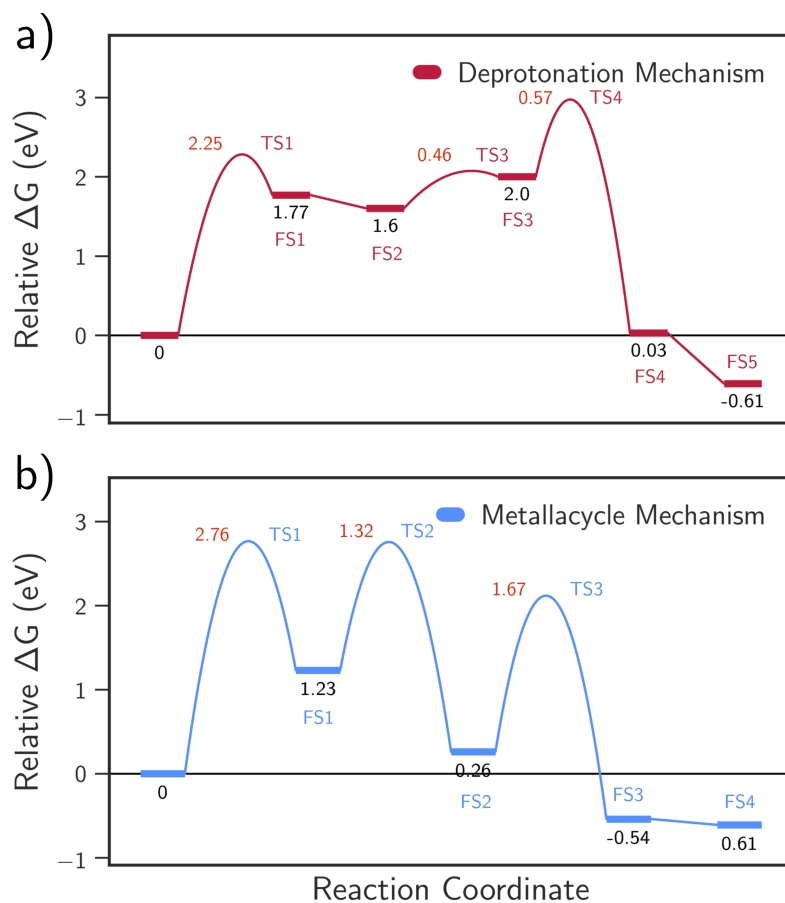 a)
Deprotonation Mechanism
Relative ΔG (eV)
3
2
1
0
−1
2.25
TS1
1.77
FS1
1.6
FS2
0.46
TS3
2.0
FS3
0.57
TS4
0
0.03
FS4
FS5
-0.61
b)
Metallacycle Mechanism
Relative ΔG (eV)
3
2
1
0
−1
2.76
TS1
1.32
TS2
1.67
TS3
1.23
FS1
0
0.26
FS2
FS3
-0.54
FS4
0.61
Reaction Coordinate